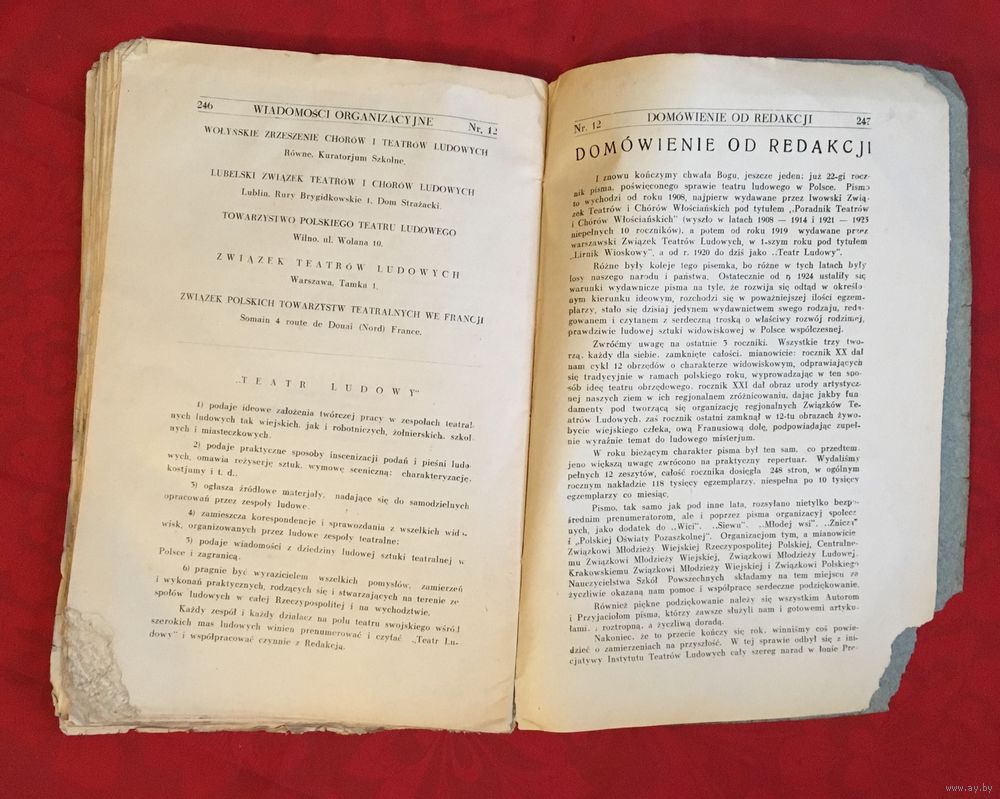 246 WIADOMOSCI ORGANIZACYJNE Nr. 12
WOŁYŃSKIE ZRZESZENIE CHÓRÓW I TEATRÓW LUDOWYCH
Równe, Kuratorjum Szkolne.
LUBELSKI ZWIĄZEK TEATRÓW I CHÓRÓW LUDOWYCH
Lublin, Rury Brygidkowskie 1. Dom Strażacki.
TOWARZYSTWO POLSKIEGO TEATRU LUDOWEGO
Wilno, ul. Wolana 10.
ZWIĄZEK TEATRÓW LUDOWYCH
Warszawa, Tamka 1.
ZWIĄZEK POLSKICH TOWARZYSTW TEATRALNYCH WE FRANCJI
Somain 4 route de Douai (Nord) France.
„TEATR LUDOWY"
1) podaje ideowe założenia twórczej pracy w zespołach teatral-
nych ludowych tak wiejskich, jak i robotniczych, żołnierskich, szkol
nych i miasteczkowych.
2) podaje praktyczne sposoby inscenizacji podań i pieśni ludo-
wych, omawia reżyserję sztuk, wymowę sceniczną; charakteryzację,
kostjumy i t. d.,
3) ogłasza źródłowe materjały, nadające się do samodzielnych
opracowań przez zespoły ludowe.
4) zamieszcza korespondencje i sprawozdania z wszelkich wid
wisk, organizowanych przez ludowe zespoły teatralne;
5) podaje wiadomości z dziedziny ludowej sztuki teatralnej w
Polsce i zagranicą.
6) pragnie być wyrazicielem wszelkich pomysłów, zamierzeń
i wykonań praktycznych, rodzących się i stwarzających na terenie ze
społów ludowych w całej Rzeczypospolitej i na wychodztwie.
Każdy zespół i każdy działacz na polu teatru swojskiego wśród
szerokich mas ludowych winien prenumerować i czytać „Teatr Lu-
dowy" i współpracować czynnie z Redakcją.
Nr. 12 DOMÓWIENIE OD REDAKCJI 247
DOMÓWIENIE OD REDAKCJI
I znowu kończymy chwała Bogu, jeszcze jeden; już 22-gi rocz-
nik pisma, poświęconego sprawie teatru ludowego w Polsce. Pismo
to wychodzi od roku 1908, najpierw wydawane przez lwowski Zwią-
zek Teatrów i Chórów Włościańskich pod tytułem „Poradnik Teatrów
i Chórów Włościańskich" (wyszło w latach 1908 — 1914 i 1921 — 1923
niepełnych 10 roczników), a potem od roku 1919 wydawane przez
warszawski Związek Teatrów Ludowych, w 1-szym roku pod tytułem
„Lirnik Wioskowy", a od r. 1920 do dziś jako „Teatr Ludowy".
Różne były koleje tego pisemka, bo różne w tych latach były
losy naszego narodu i państwa. Ostatecznie od r. 1924 ustaliły się
warunki wydawnicze pisma na tyle, że rozwija się odtąd w określo
nym kierunku ideowym, rozchodzi się w poważniejszej ilości egzem-
plarzy, stało się dzisiaj jedynem wydawnictwem swego rodzaju, reda-
gowanem i czytanem z serdeczną troską o właściwy rozwój rodzimej,
prawdziwie ludowej sztuki widowiskowej w Polsce współczesnej.
Zwróćmy uwagę na ostatnie 3 roczniki. Wszystkie trzy two-
rzą, każdy dla siebie, zamknięte całości, mianowicie: rocznik XX dał
nam cykl 12 obrzędów o charakterze widowiskowym, odprawiających
się tradycyjnie w ramach polskiego roku, wyprowadzając w ten spo-
sób ideę teatru obrzędowego, rocznik XXI dał obraz urody artystycz-
nej naszych ziem w ich regionalnem zróżnicowaniu, dając jakby fun
damenty pod tworzącą się organizację regionalnych Związków Te-
atrów Ludowych, zaś rocznik ostatni zamknął w 12-tu obrazach żywo-
bycie wiejskiego człeka, ową Franusiową dolę, podpowiadając zupeł-
nie wyraźnie temat do ludowego misterjum.
W roku bieżącym charakter pisma był ten sam, co przedtem,
jeno większą uwagę zwrócono na praktyczny repertuar. Wydaliśmy
pełnych 12 zeszytów, całość rocznika dosięgła 248 stron, w ogólnym
rocznym nakładzie 118 tysięcy egzemplarzy, niespełna po 10 tysięcy
egzemplarzy co miesiąc.
Pismo, tak samo jak pod inne lata, rozsyłano nietylko bezpo-
średnim prenumeratorom, ale i poprzez pisma organizacyj społecz
nych, jako dodatek do „Wici", „Siewu", „Młodej wsi", „Znicza"
i „Polskiej Oświaty Pozaszkolnej". Organizacjom tym, a mianowicie
Związkowi Młodzieży Wiejskiej Rzeczypospolitej Polskiej, Centralne-
mu Związkowi Młodzieży Wiejskiej, Związkowi Młodzieży Ludowej,
Krakowskiemu Związkowi Młodzieży Wiejskiej i Związkowi Polskiego
Nauczycielstwa Szkół Powszechnych składamy na tem miejscu za
życzliwie okazaną nam pomoc i współpracę serdeczne podziękowanie.
Również piękne podziękowanie należy się wszystkim Autorom
i Przyjaciołom pisma, którzy zawsze służyli nam i gotowemi artyku-
łami, i roztropną, a życzliwą doradą.
Nakoniec, że to przecie kończy się rok, winniśmy coś powie-
dzieć o zamierzeniach na przyszłość. W tej sprawie odbył się z ini-
cjatywy Instytutu Teatrów Ludowych cały szereg narad w łonie Pre-
www.ay.by